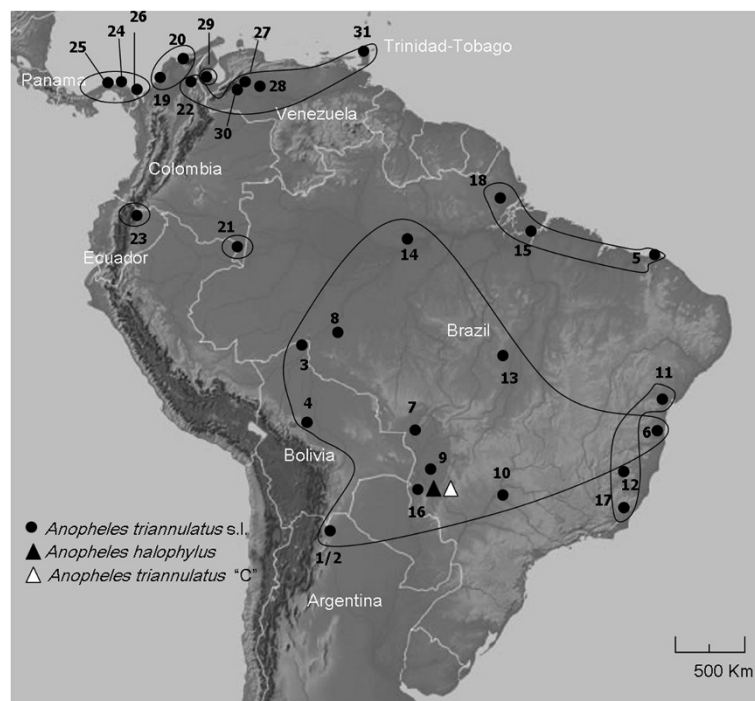 26
29
24
20
27
25
31
Trinidad-Tobago
Panama
19
22
28
30
Venezuela
Colombia
18
23
21
15
14
5
Ecuador
8
Brazil
3
13
11
4
7
6
Bolivia
9
10
12
16
17
Anopheles triannulatus s.l.
1/2
Anopheles halophylus
Anopheles triannulatus "C"
Argentina
500 Km.